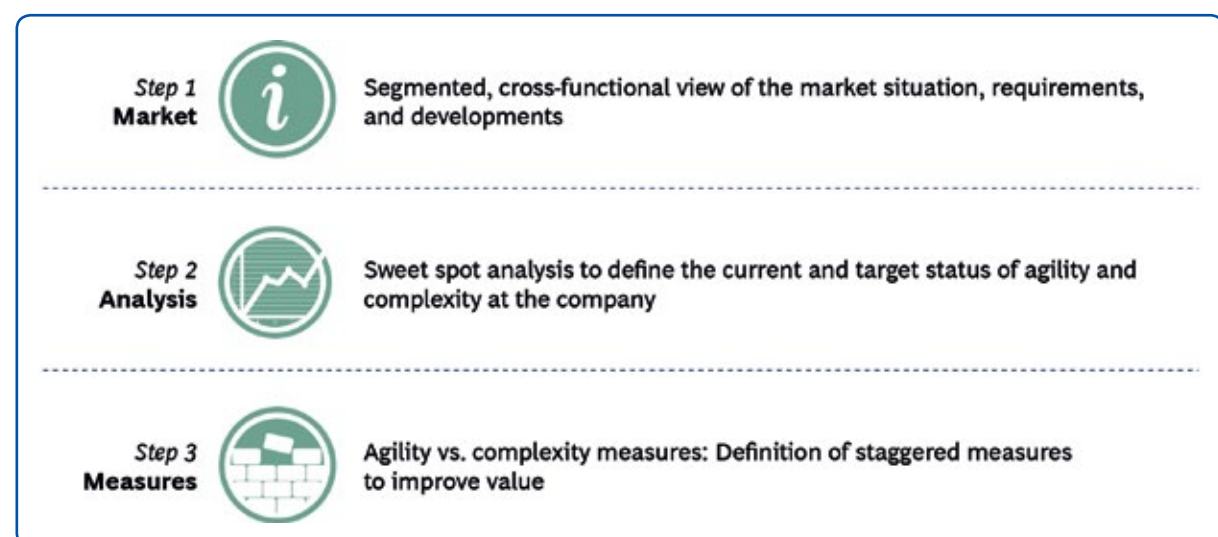 Step 1
Market
Segmented, cross-functional view of the market situation, requirements,
and developments
Step 2
Analysis
Sweet spot analysis to define the current and target status of agility and
complexity at the company
Step 3
Measures
Agility vs. complexity measures: Definition of staggered measures
to improve value